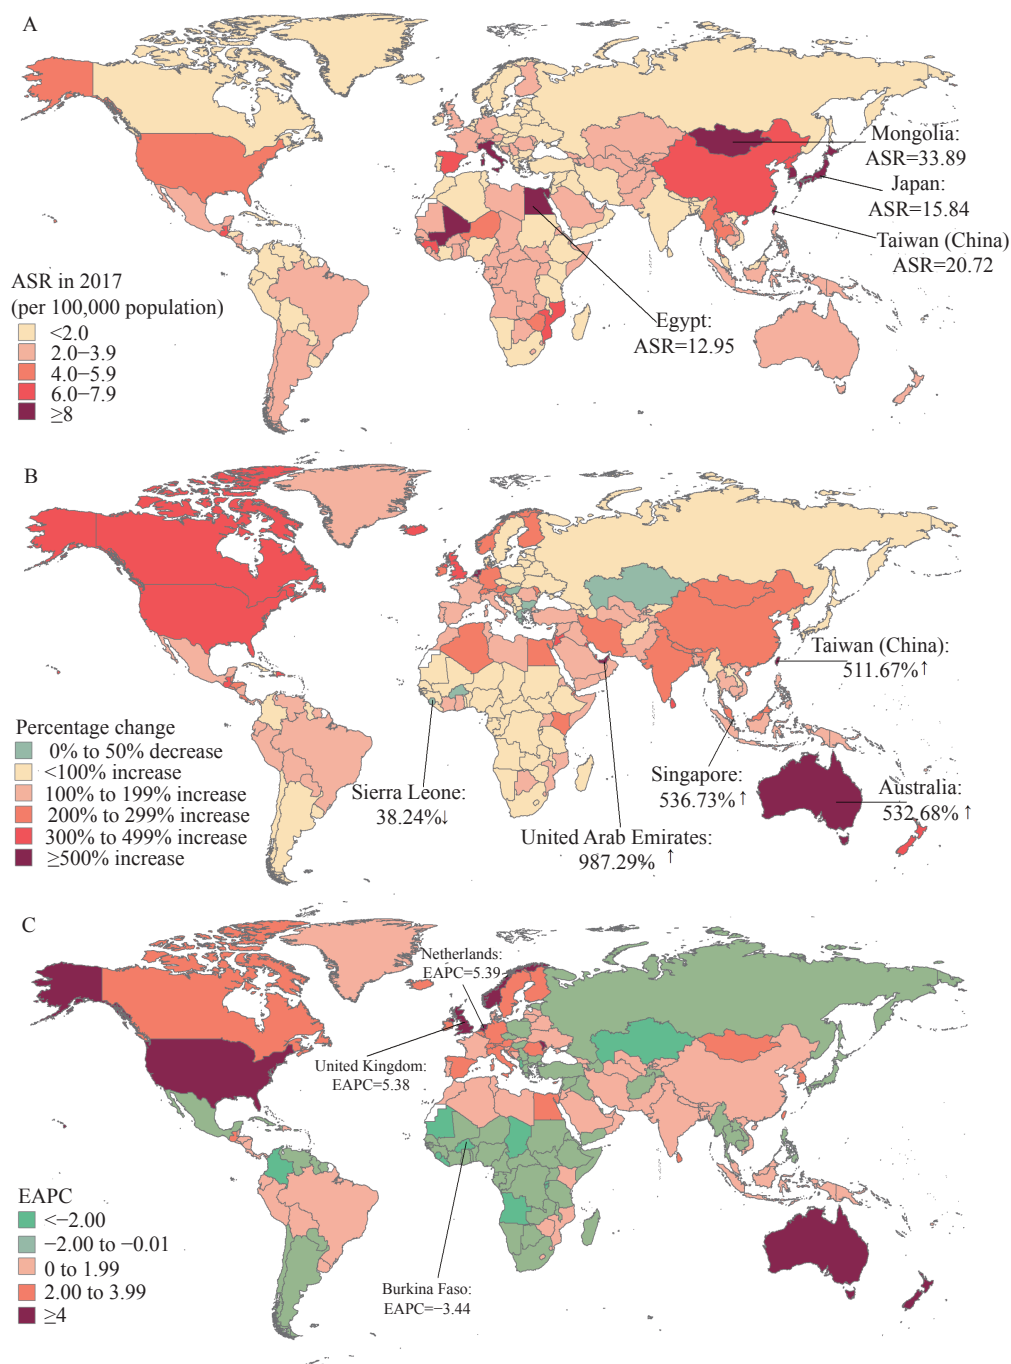 A
Mongolia:
ASR=33.89
Japan:
ASR=15.84
Taiwan (China)
ASR=20.72
Egypt:
ASR=12.95
ASR in 2017
(per 100,000 population)
<2.0
2.0−3.9
4.0−5.9
6.0−7.9
≥8
B
Taiwan (China):
511.67%↑
Singapore:
536.73%↑
Australia:
532.68%↑
Sierra Leone:
38.24%↓
United Arab Emirates:
987.29% ↑
Percentage change
0% to 50% decrease
<100% increase
100% to 199% increase
200% to 299% increase
300% to 499% increase
≥500% increase
C
Netherlands:
EAPC=5.39
United Kingdom:
EAPC=5.38
Burkina Faso:
EAPC=−3.44
EAPC
<−2.00
−2.00 to −0.01
0 to 1.99
2.00 to 3.99
≥4